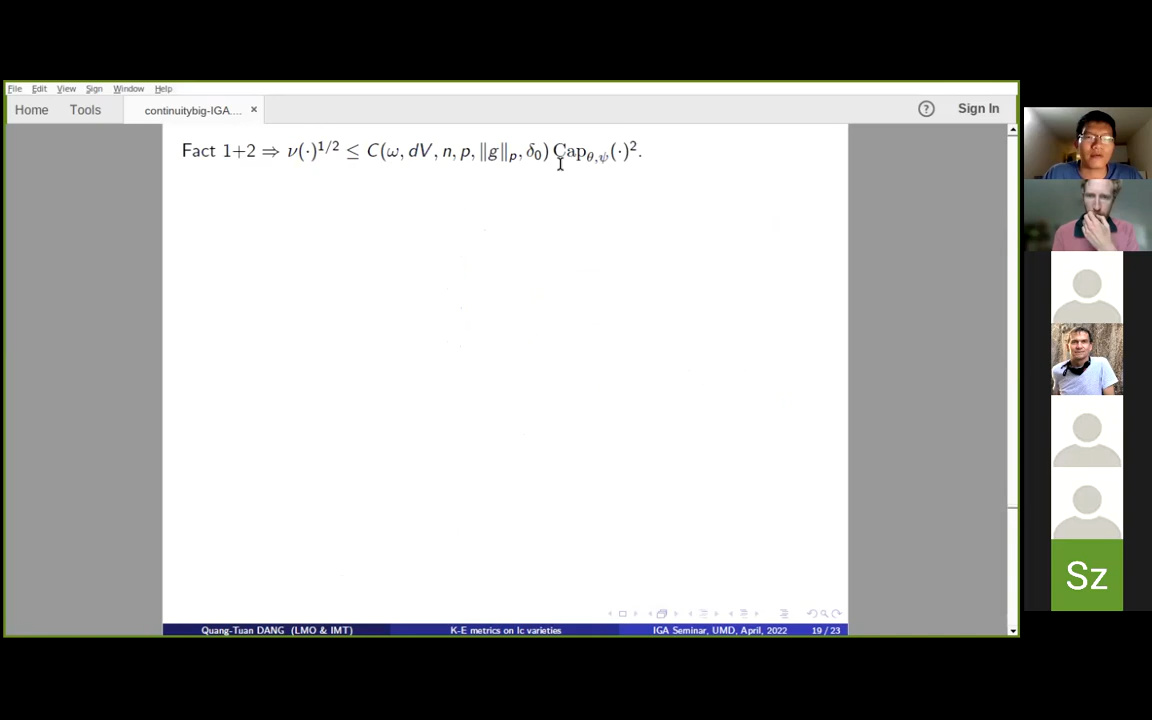 File Edit View Sign Window Help
Home Tools continuitybig-IGA.... × ? Sign In
Fact 1+2 ⇒ ν(·)^{1/2} ≤ C(ω, dV, n, p, ‖g‖_p, δ_0) Cap_{θ,ψ}(·)^2.
Sz
Quang-Tuan DANG (LMO & IMT) K-E metrics on lc varieties IGA Seminar, UMD, April, 2022 19 / 23